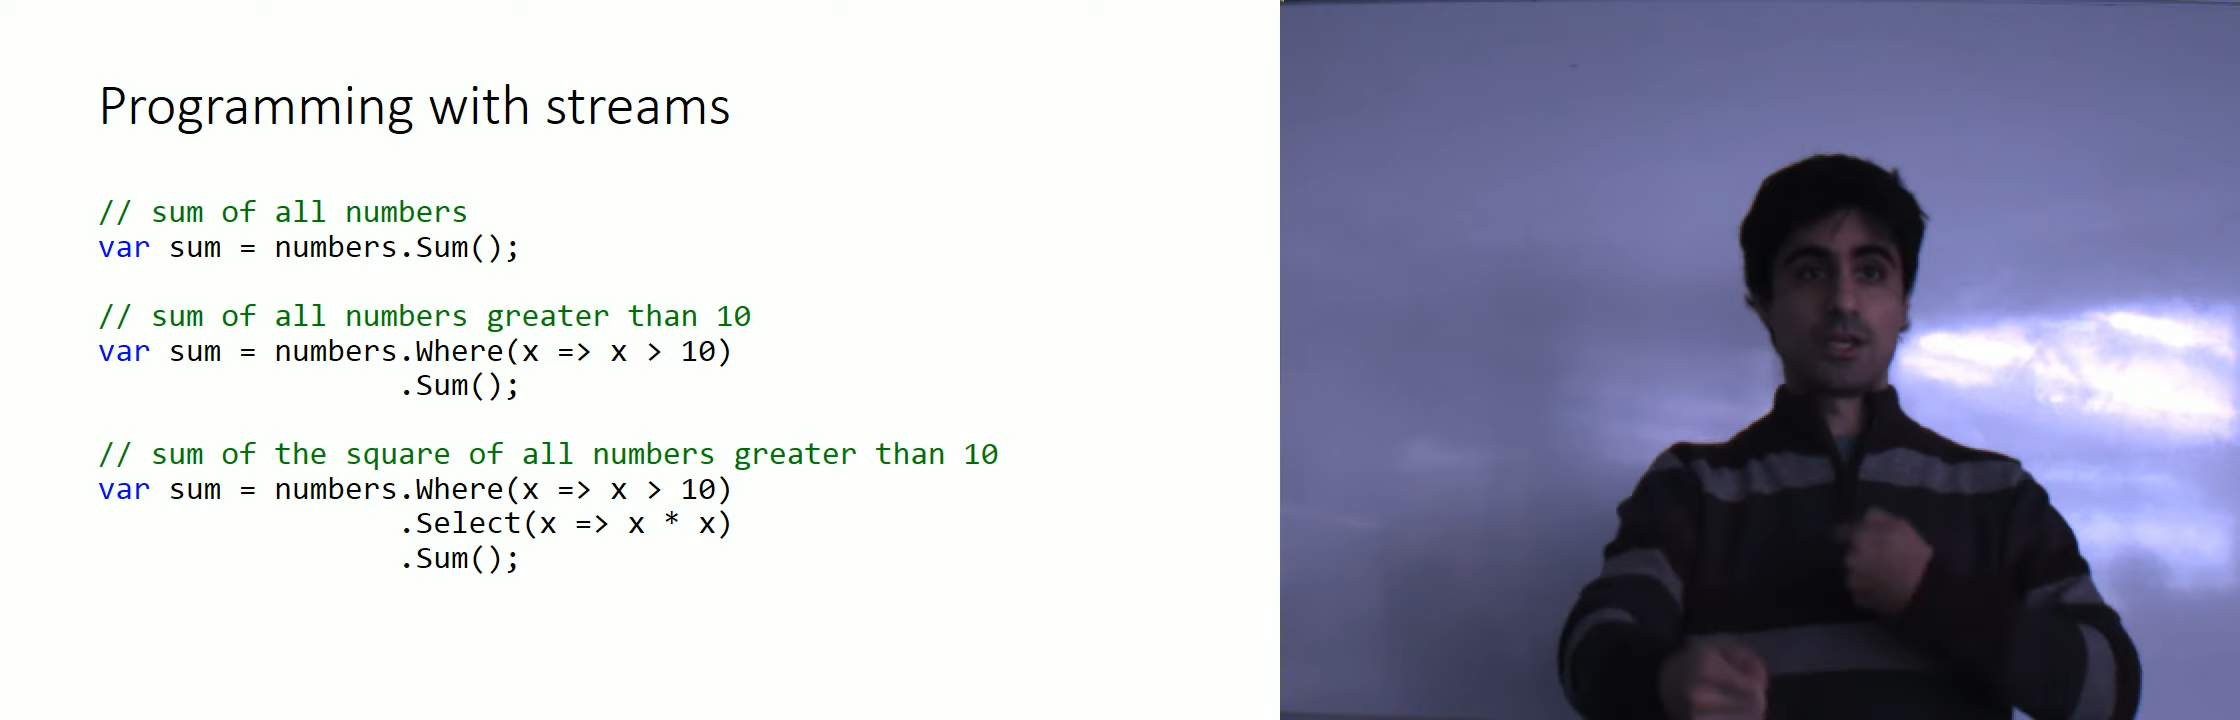 Programming with streams
// sum of all numbers
var sum = numbers.Sum();
// sum of all numbers greater than 10
var sum = numbers.Where(x => x > 10)
.Sum();
// sum of the square of all numbers greater than 10
var sum = numbers.Where(x => x > 10)
.Select(x => x * x)
.Sum();